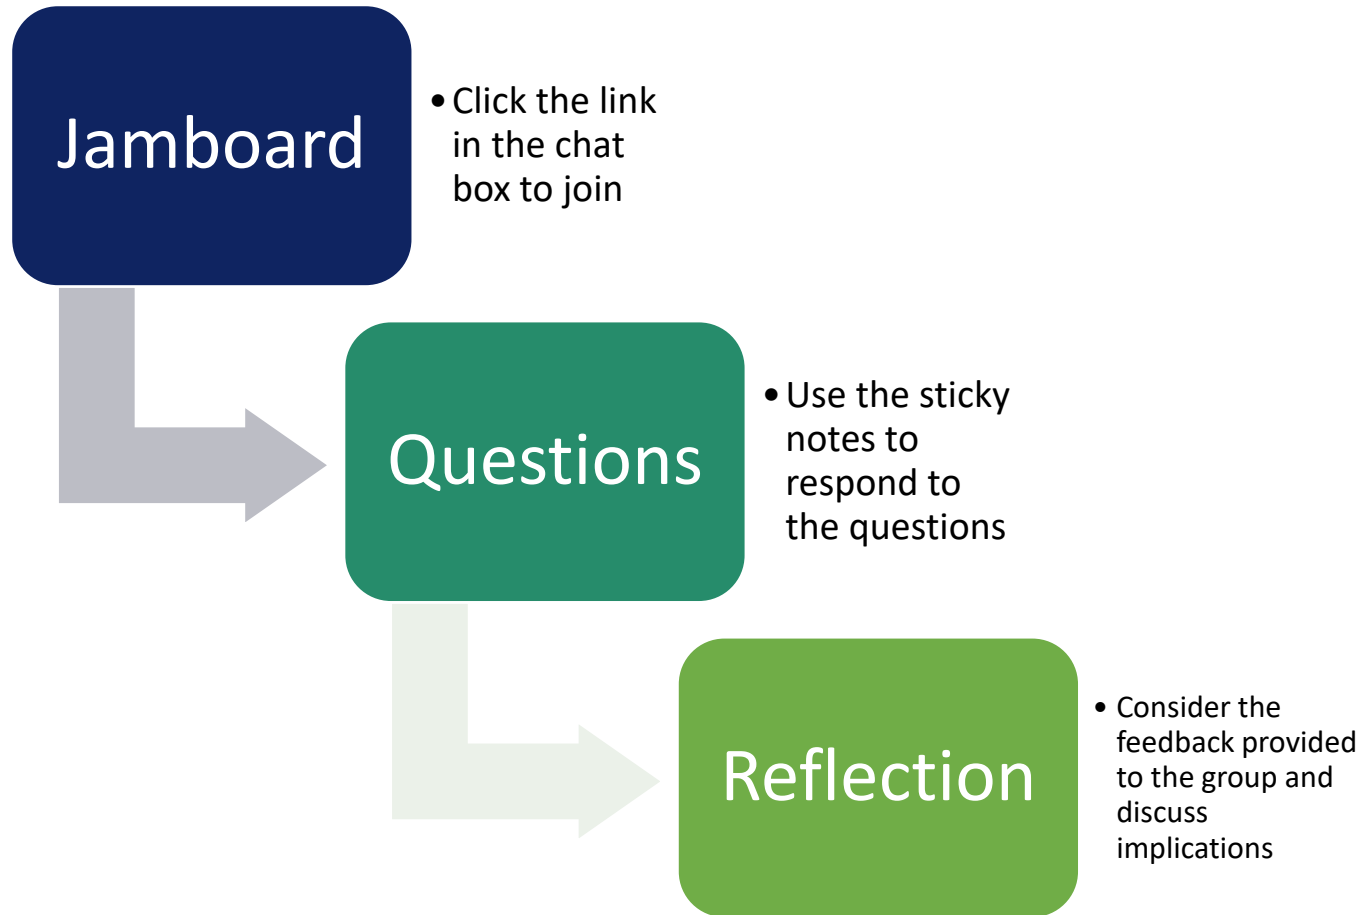 Jamboard
• Click the link
in the chat
box to join
Questions
• Use the sticky
notes to
respond to
the questions
Reflection
• Consider the
feedback provided
to the group and
discuss
implications